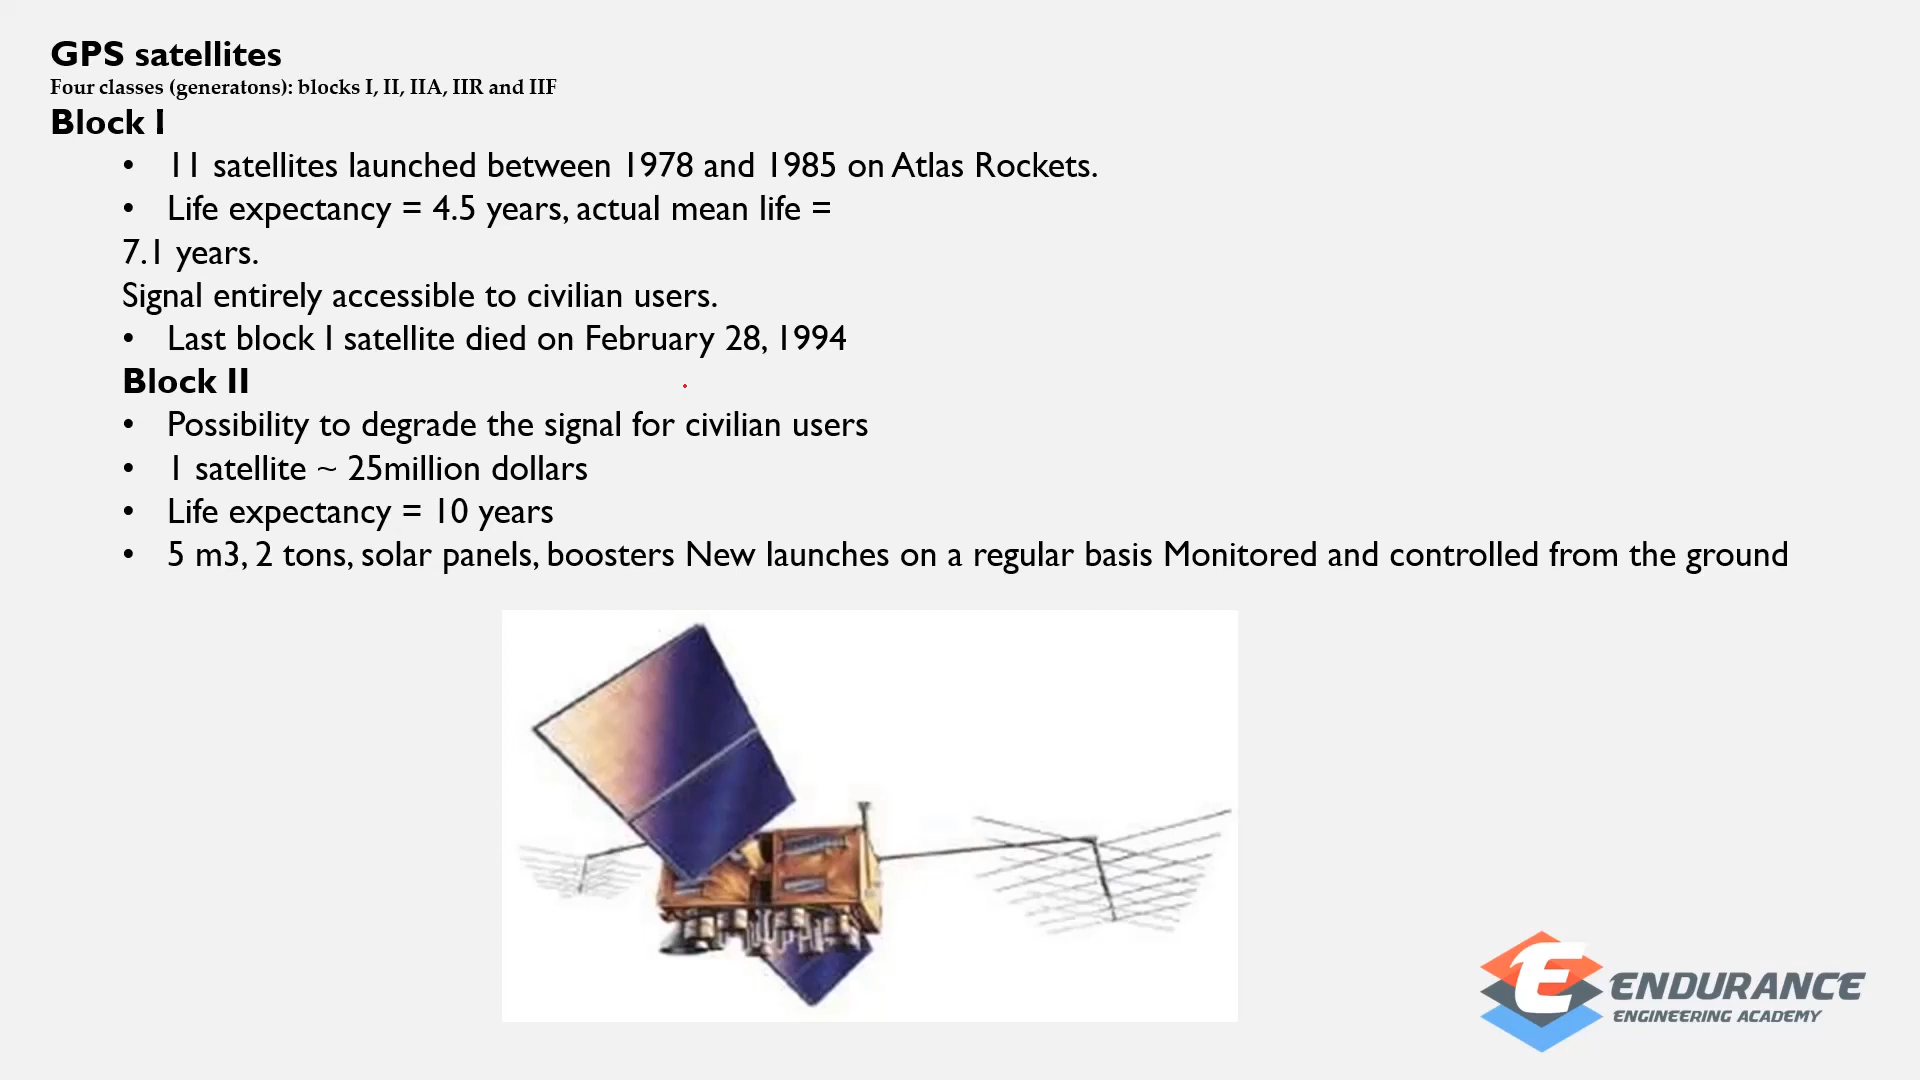 GPS satellites
Four classes (generatons): blocks I, II, IIA, IIR and IIF
Block I
• 11 satellites launched between 1978 and 1985 on Atlas Rockets.
• Life expectancy = 4.5 years, actual mean life =
7.1 years.
Signal entirely accessible to civilian users.
• Last block I satellite died on February 28, 1994
Block II
• Possibility to degrade the signal for civilian users
• 1 satellite ~ 25million dollars
• Life expectancy = 10 years
• 5 m3, 2 tons, solar panels, boosters New launches on a regular basis Monitored and controlled from the ground
E ENDURANCE
ENGINEERING ACADEMY